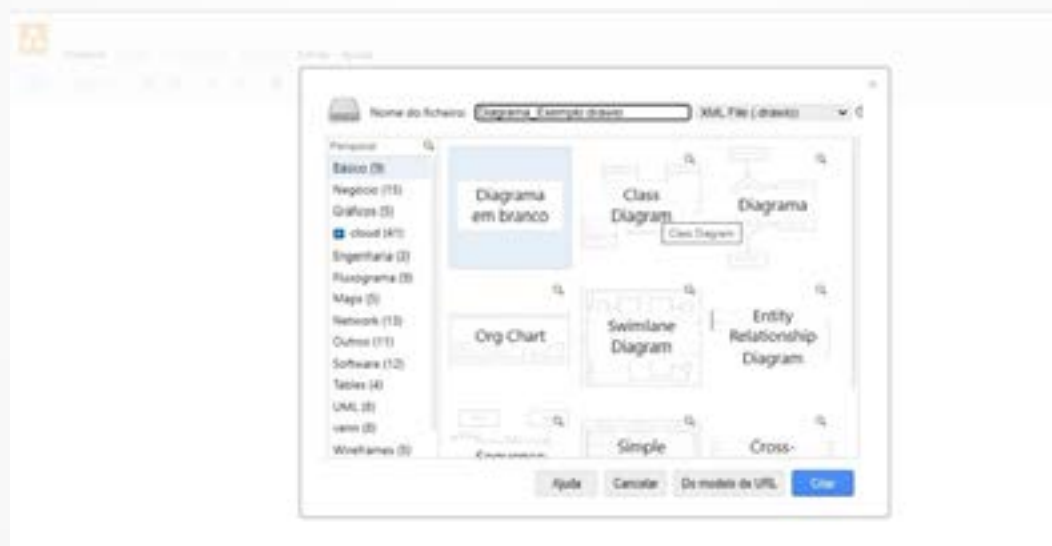 Nome do ficheiro: Diagrama_Exemplo.drawio XML File (.drawio)
Pesquisar
Básico (9)
Negócio (15)
Gráficos (5)
cloud (41)
Engenharia (3)
Fluxograma (9)
Maps (5)
Network (13)
Outros (11)
Software (12)
Tables (4)
UML (8)
venn (8)
Wireframes (5)
Diagrama
em branco
Class
Diagram
Class Diagram
Diagrama
Org Chart
Swimlane
Diagram
Entity
Relationship
Diagram
Simple
Cross-
Ajuda Cancelar Do modelo de URL Criar